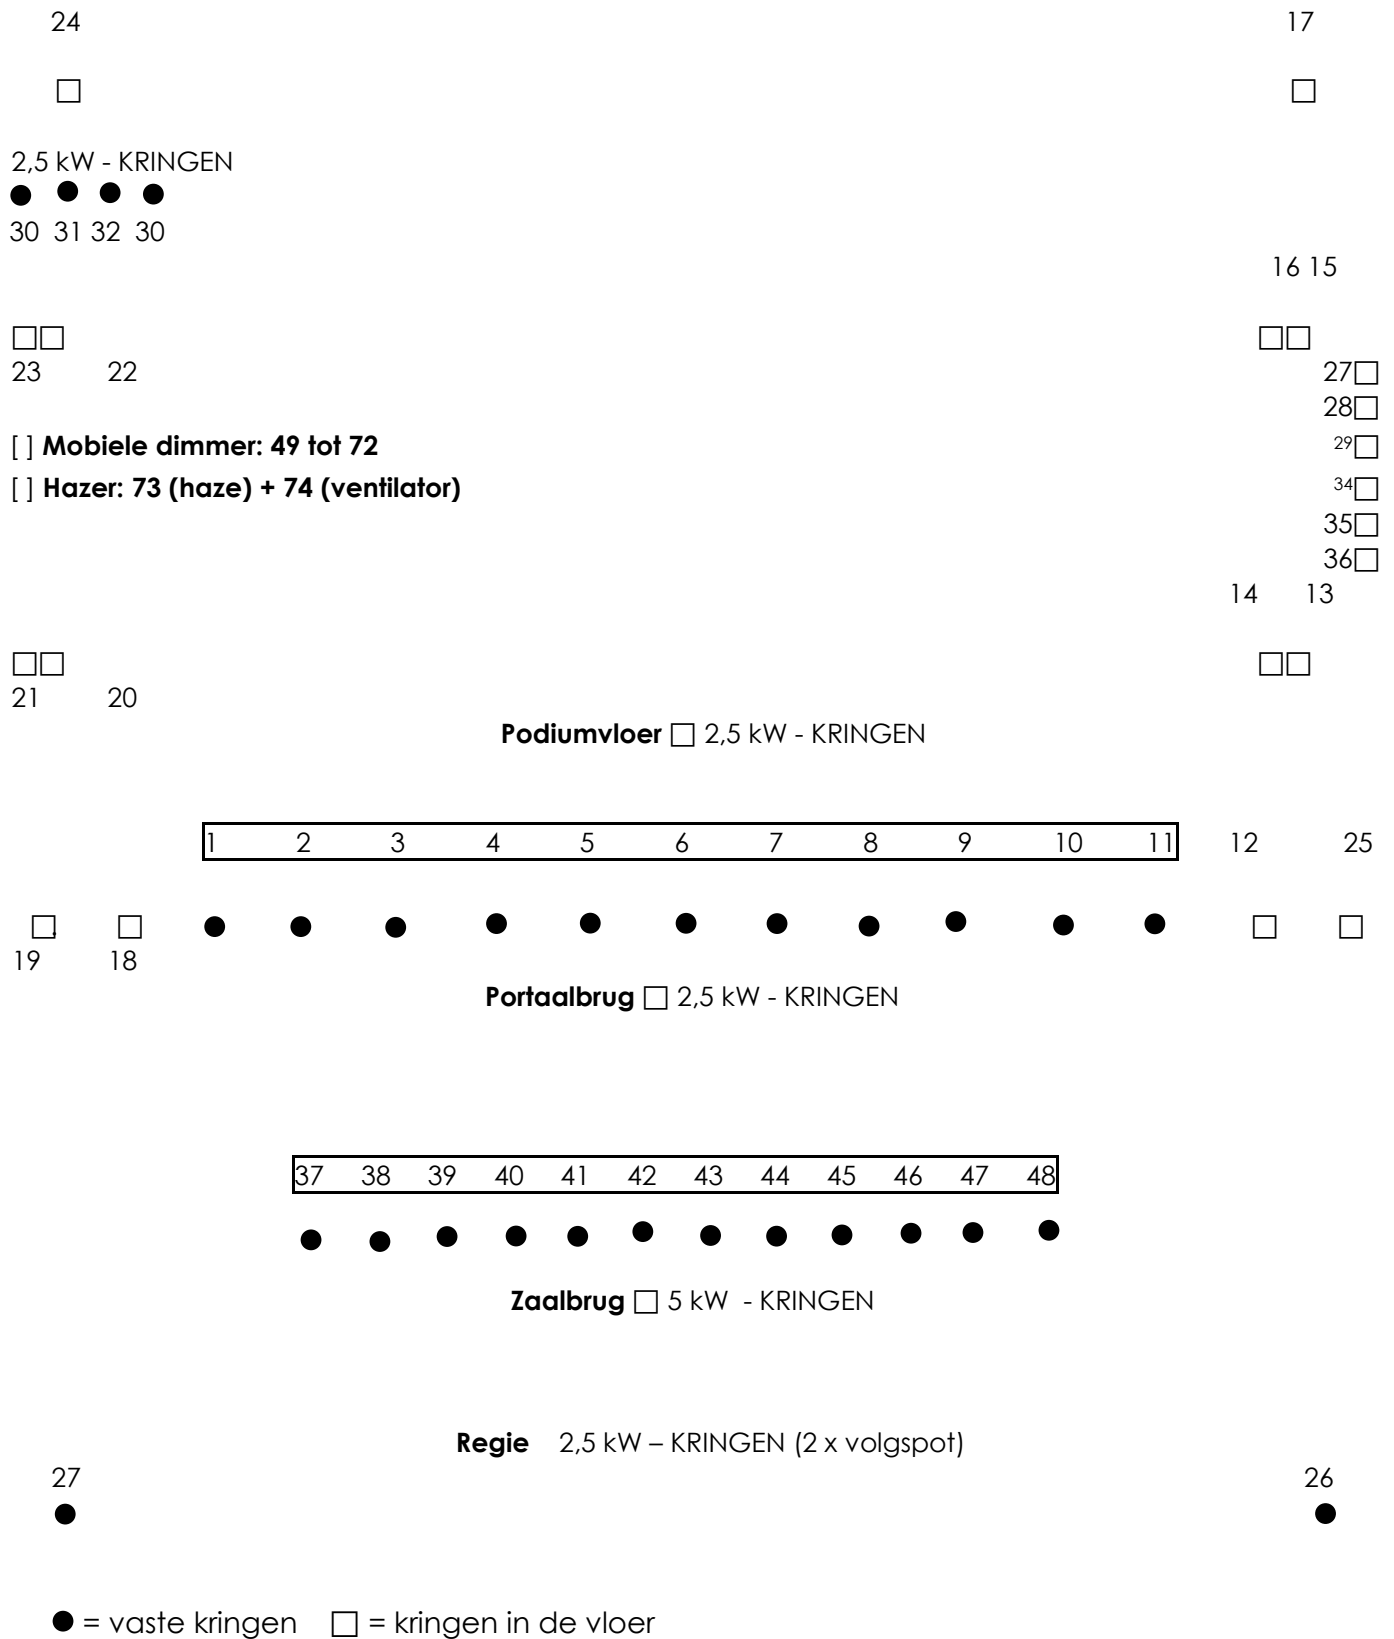 24 17
□ □
2,5 kW - KRINGEN
● ● ● ●
30 31 32 30
16 15
□□ □□
23 22 27□
28□
[ ] Mobiele dimmer: 49 tot 72 29□
[ ] Hazer: 73 (haze) + 74 (ventilator) 34□
35□
36□
14 13
□□ □□
21 20
Podiumvloer □ 2,5 kW - KRINGEN
1 2 3 4 5 6 7 8 9 10 11 12 25
□. □ ● ● ● ● ● ● ● ● ● ● ● □ □
19 18
Portaalbrug □ 2,5 kW - KRINGEN
37 38 39 40 41 42 43 44 45 46 47 48
● ● ● ● ● ● ● ● ● ● ● ●
Zaalbrug □ 5 kW - KRINGEN
Regie 2,5 kW – KRINGEN (2 x volgspot)
27 26
● ●
● = vaste kringen □ = kringen in de vloer